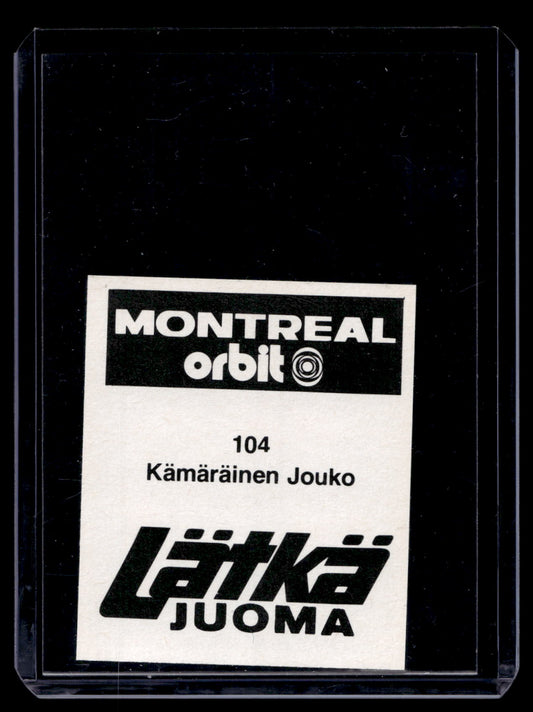 MONTREAL
orbit
104
Kämäräinen Jouko
Lätkä
JUOMA